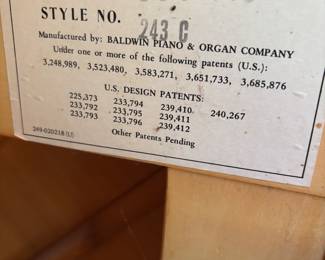 STYLE NO.
243 C
Manufactured by: BALDWIN PIANO & ORGAN COMPANY
Under one or more of the following patents (U.S.):
3,248,989, 3,523,480, 3,583,271, 3,651,733, 3,685,876
U.S. DESIGN PATENTS:
225,373 233,794 239,410 240,267
233,792 233,795 239,411
233,793 233,796 239,412
Other Patents Pending
249-020218 (U)